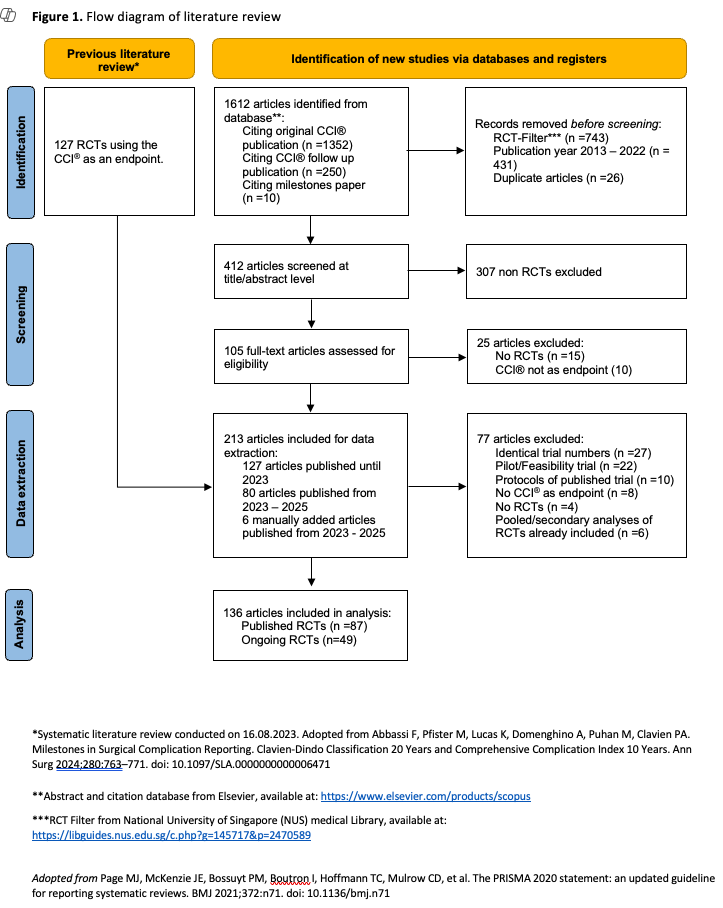 Figure 1. Flow diagram of literature review
Previous literature
review*
Identification of new studies via databases and registers
Identification
127 RCTs using the
CCI® as an endpoint.
1612 articles identified from
database**:
Citing original CCI®
publication (n =1352)
Citing CCI® follow up
publication (n =250)
Citing milestones paper
(n =10)
Records removed before screening:
RCT-Filter*** (n =743)
Publication year 2013 – 2022 (n =
431)
Duplicate articles (n =26)
Screening
412 articles screened at
title/abstract level
307 non RCTs excluded
105 full-text articles assessed for
eligibility
25 articles excluded:
No RCTs (n =15)
CCI® not as endpoint (10)
Data extraction
213 articles included for data
extraction:
127 articles published until
2023
80 articles published from
2023 – 2025
6 manually added articles
published from 2023 - 2025
77 articles excluded:
Identical trial numbers (n =27)
Pilot/Feasibility trial (n =22)
Protocols of published trial (n =10)
No CCI® as endpoint (n =8)
No RCTs (n =4)
Pooled/secondary analyses of
RCTs already included (n =6)
Analysis
136 articles included in analysis:
Published RCTs (n =87)
Ongoing RCTs (n=49)
*Systematic literature review conducted on 16.08.2023. Adopted from Abbassi F, Pfister M, Lucas K, Domenghino A, Puhan M, Clavien PA.
Milestones in Surgical Complication Reporting. Clavien-Dindo Classification 20 Years and Comprehensive Complication Index 10 Years. Ann
Surg 2024;280:763–771. doi: 10.1097/SLA.0000000000006471
**Abstract and citation database from Elsevier, available at: https://www.elsevier.com/products/scopus
***RCT Filter from National University of Singapore (NUS) medical Library, available at:
https://libguides.nus.edu.sg/c.php?g=145717&p=2470589
Adopted from Page MJ, McKenzie JE, Bossuyt PM, Boutron I, Hoffmann TC, Mulrow CD, et al. The PRISMA 2020 statement: an updated guideline
for reporting systematic reviews. BMJ 2021;372:n71. doi: 10.1136/bmj.n71